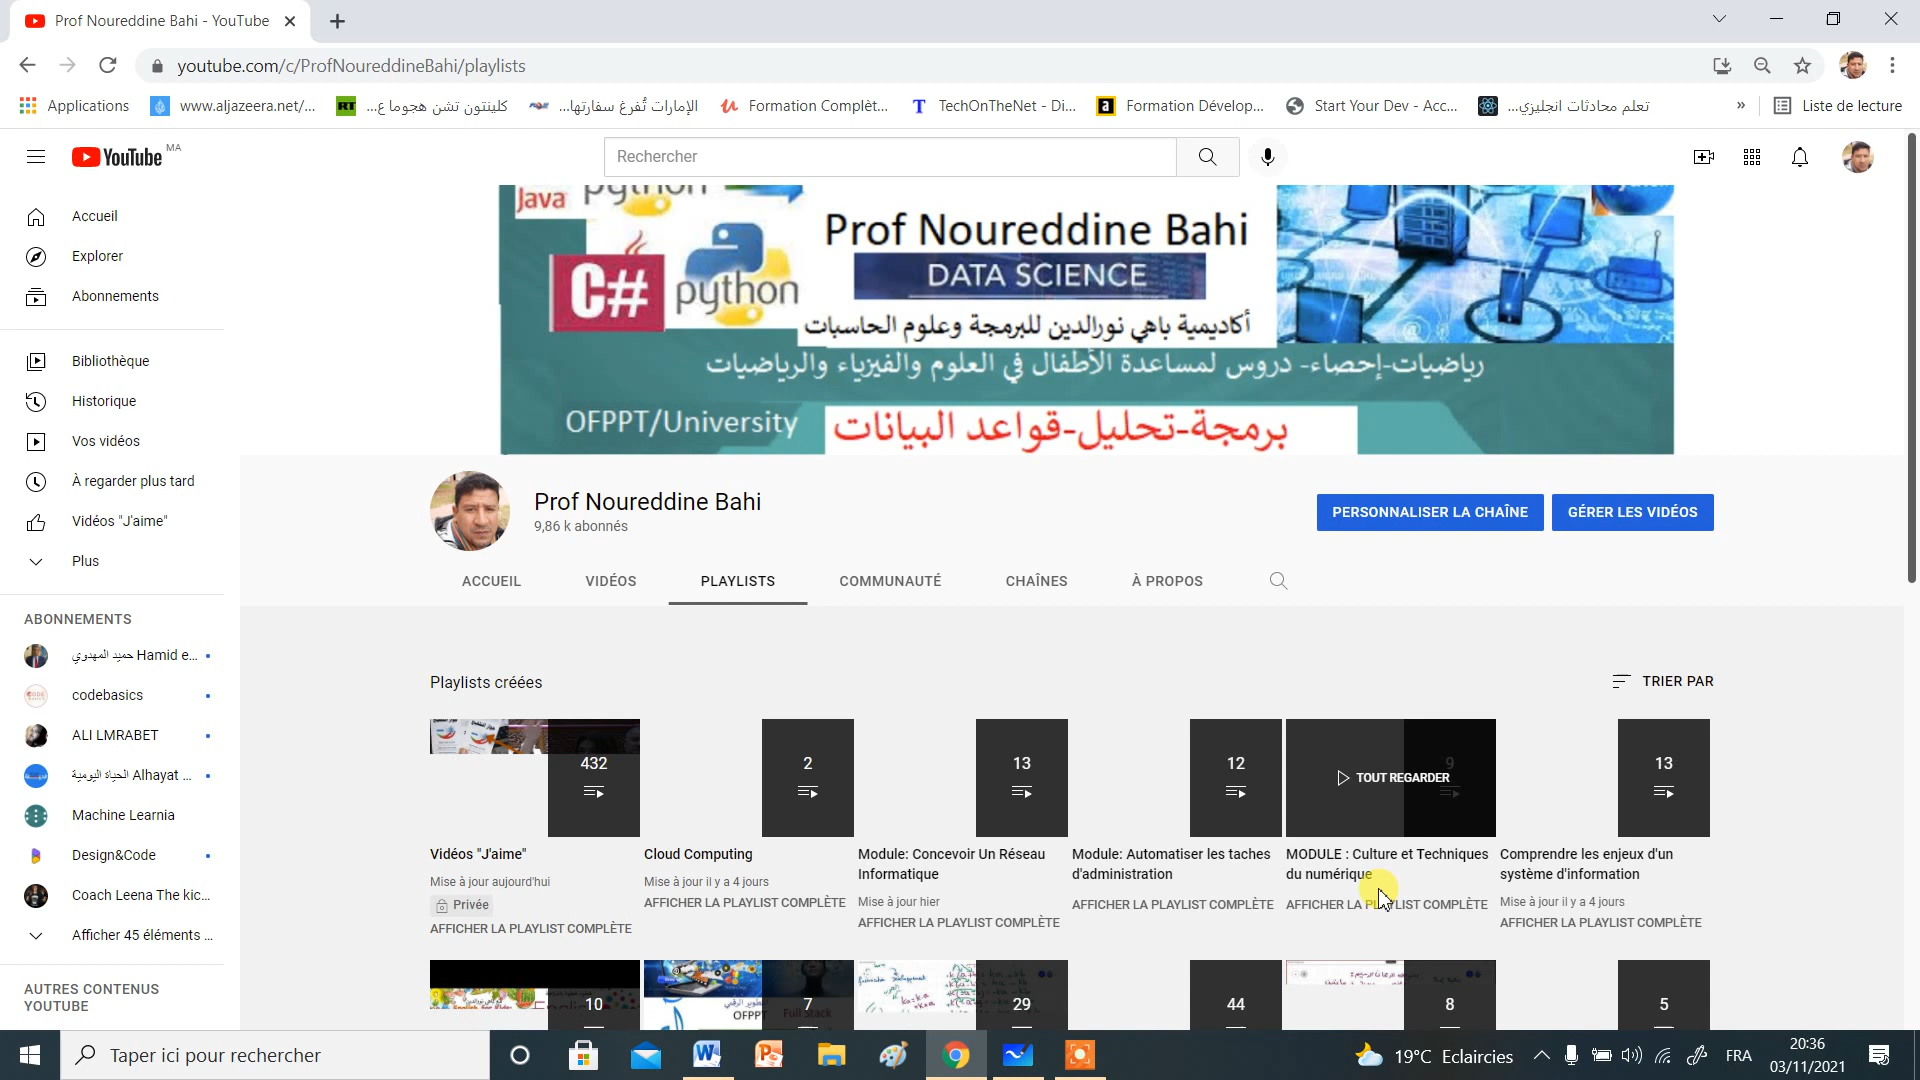 Prof Noureddine Bahi - YouTube
youtube.com/c/ProfNoureddineBahi/playlists
Applications
www.aljazeera.net/...
RT
كلينتون تشن هجوما ع...
الإمارات تُفرغ سفارتها...
Formation Complèt...
TechOnTheNet - Di...
Formation Dévelop...
Start Your Dev - Acc...
تعلم محادثات انجليزي...
»
Liste de lecture
YouTube MA
Rechercher
Accueil
Explorer
Abonnements
Bibliothèque
Historique
Vos vidéos
À regarder plus tard
Vidéos "J'aime"
Plus
ABONNEMENTS
حميد المهدوي Hamid e...
codebasics
ALI LMRABET
الحياة اليومية Alhayat ...
Machine Learnia
Design&Code
Coach Leena The kic...
Afficher 45 éléments ...
AUTRES CONTENUS
YOUTUBE
Java
python
C#
python
Prof Noureddine Bahi
DATA SCIENCE
أكاديمية باهي نورالدين للبرمجة وعلوم الحاسبات
رياضيات-إحصاء- دروس لمساعدة الأطفال في العلوم والفيزياء والرياضيات
OFPPT/University
برمجة-تحليل-قواعد البيانات
Prof Noureddine Bahi
9,86 k abonnés
PERSONNALISER LA CHAÎNE
GÉRER LES VIDÉOS
ACCUEIL
VIDÉOS
PLAYLISTS
COMMUNAUTÉ
CHAÎNES
À PROPOS
Playlists créées
TRIER PAR
432
2
13
12
TOUT REGARDER
9
13
Vidéos "J'aime"
Mise à jour aujourd'hui
Privée
AFFICHER LA PLAYLIST COMPLÈTE
Cloud Computing
Mise à jour il y a 4 jours
AFFICHER LA PLAYLIST COMPLÈTE
Module: Concevoir Un Réseau
Informatique
Mise à jour hier
AFFICHER LA PLAYLIST COMPLÈTE
Module: Automatiser les taches
d'administration
AFFICHER LA PLAYLIST COMPLÈTE
MODULE : Culture et Techniques
du numérique
AFFICHER LA PLAYLIST COMPLÈTE
Comprendre les enjeux d'un
système d'information
Mise à jour il y a 4 jours
AFFICHER LA PLAYLIST COMPLÈTE
10
7
OFPPT
Full Stack
29
44
8
5
Taper ici pour rechercher
19°C Eclaircies
FRA
20:36
03/11/2021